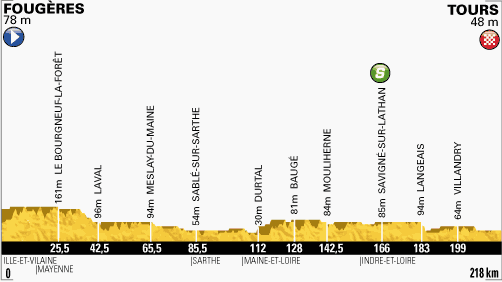 FOUGÈRES
78 m
TOURS
48 m
S
161m LE BOURGNEUF-LA-FORÊT
96m LAVAL
94m MESLAY-DU-MAINE
54m SABLÉ-SUR-SARTHE
30m DURTAL
81m BAUGÉ
84m MOULIHERNE
85m SAVIGNÉ-SUR-LATHAN
94m LANGEAIS
64m VILLANDRY
25,5 42,5 65,5 85,5 112 128 142,5 166 183 199
ILLE-ET-VILAINE SARTHE MAINE-ET-LOIRE INDRE-ET-LOIRE
MAYENNE
0 218 km